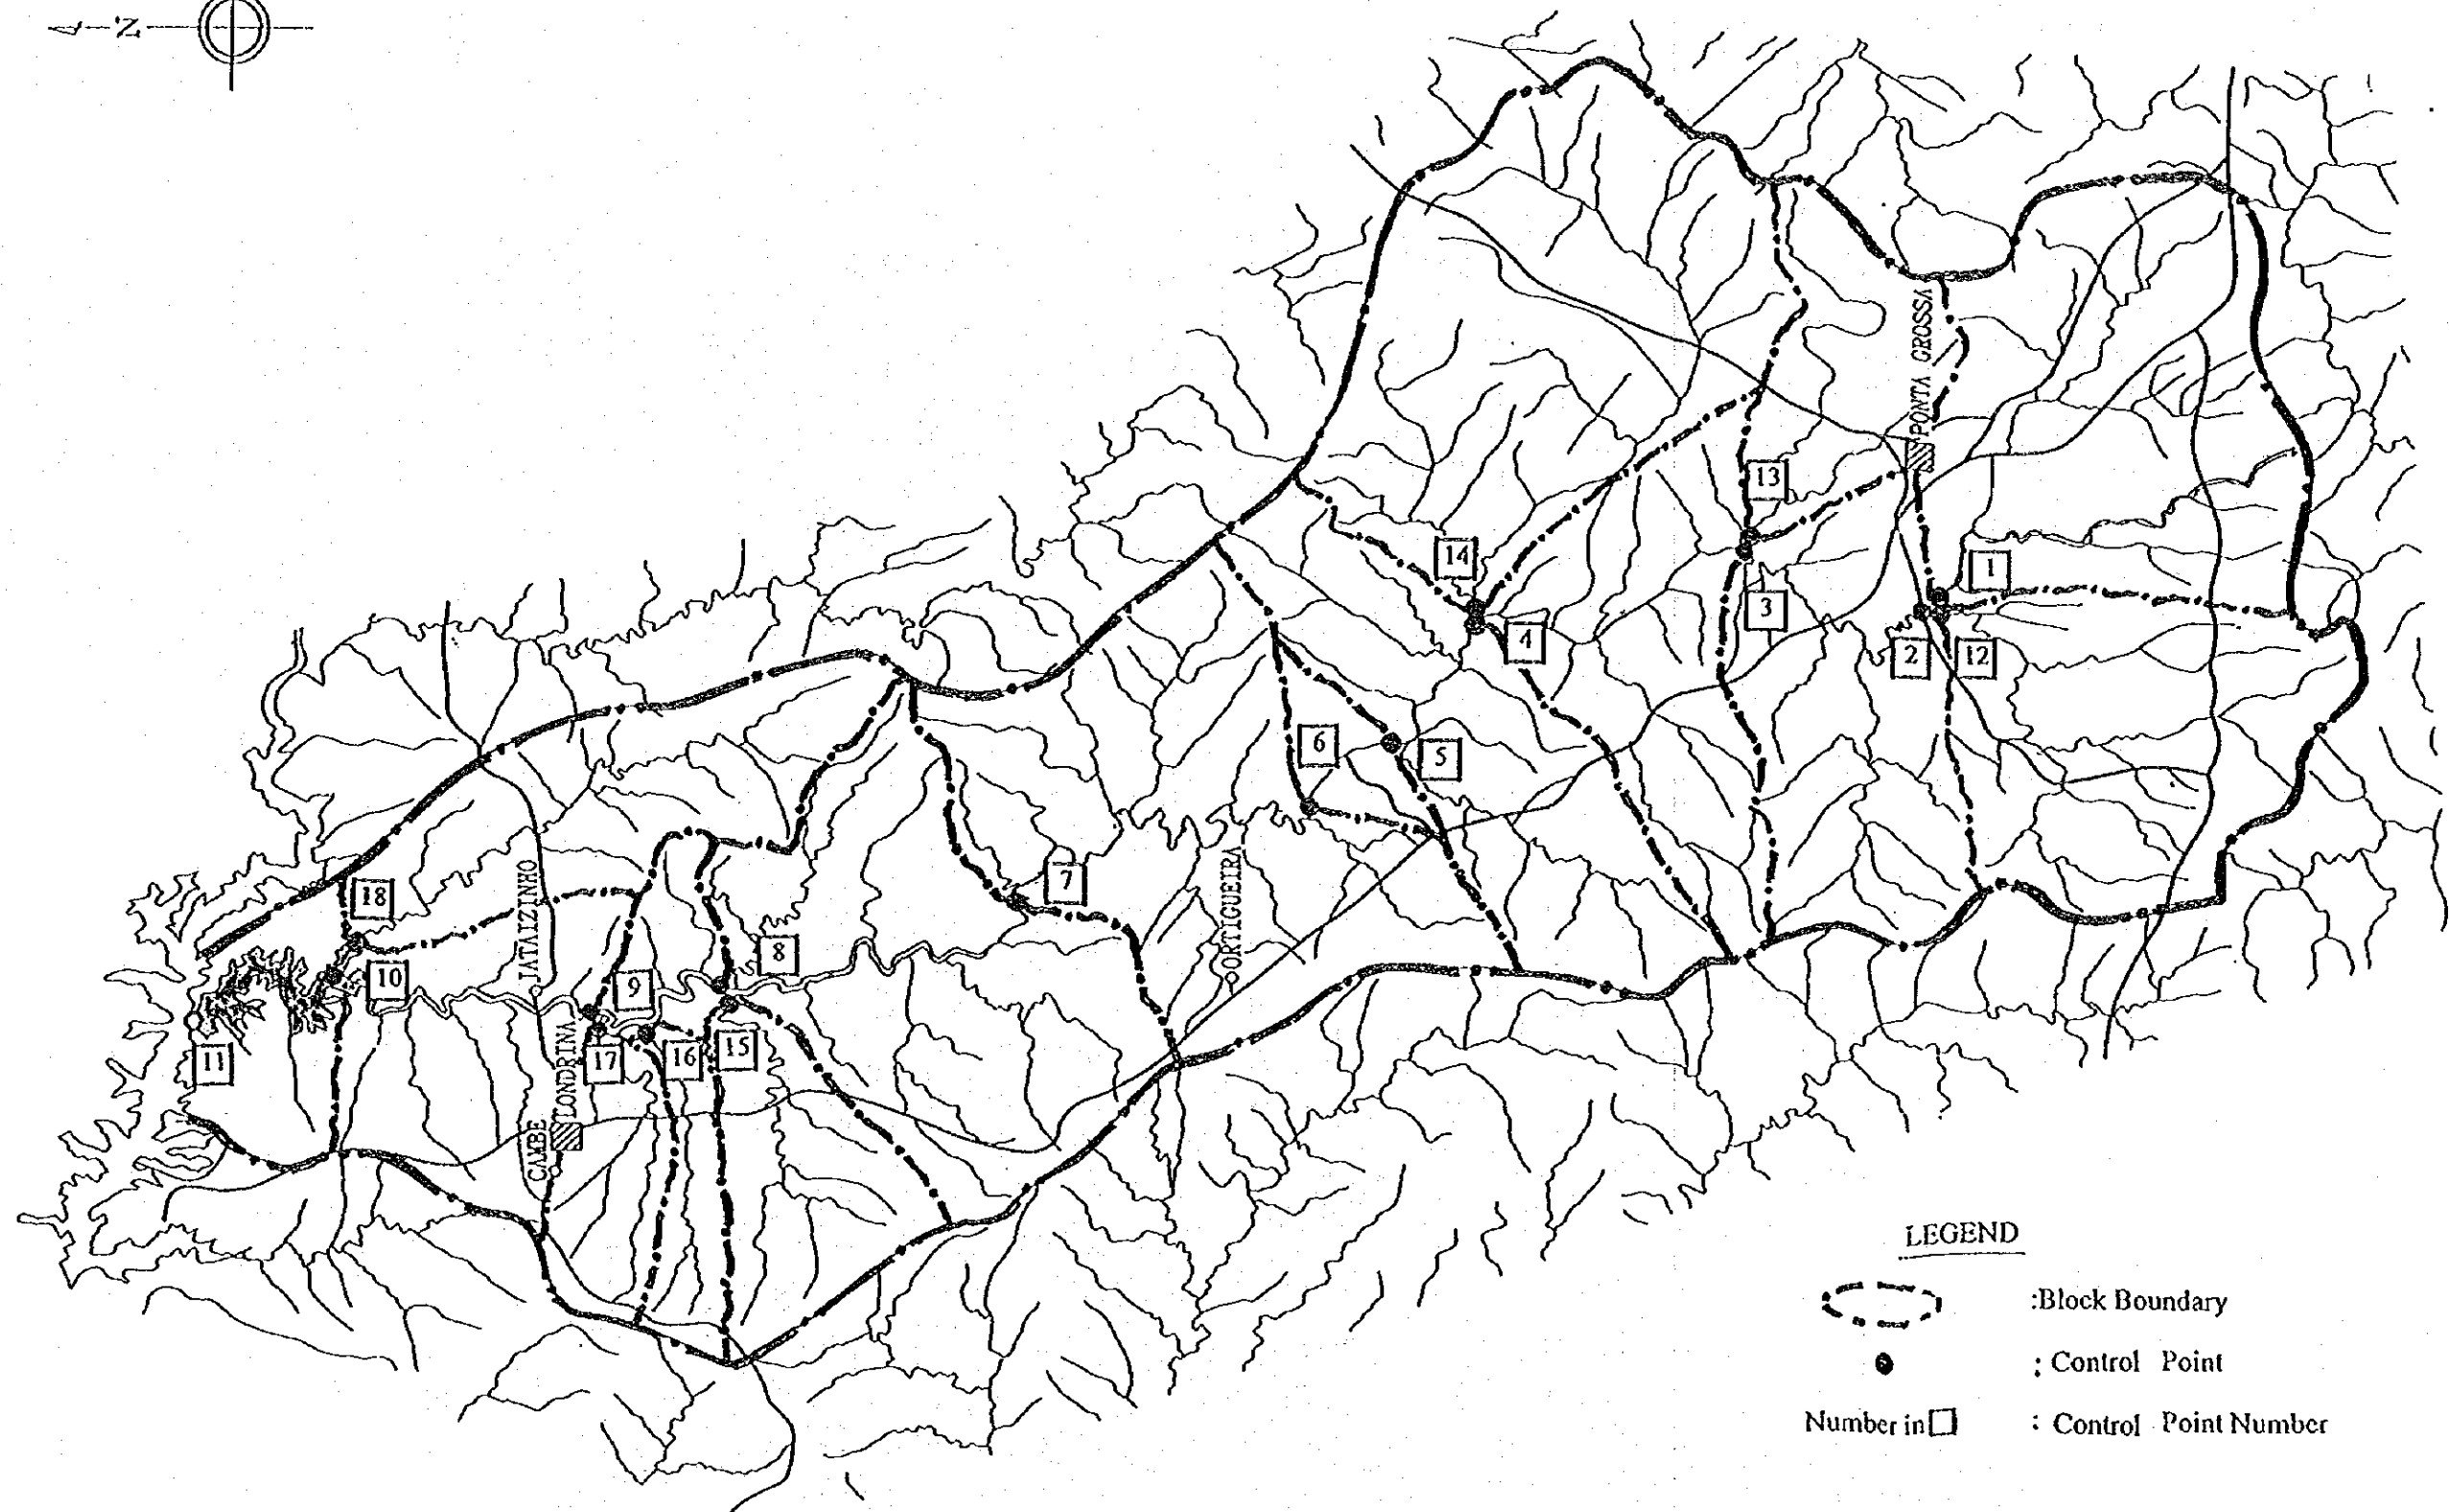 N
PONTA GROSSA
13
14
1
3
4
2
12
6
5
7
18
JATAIZINHO
ORTIGUEIRA
8
10
9
11
17
16
15
LONDRINA
CAMBE
LEGEND
:Block Boundary
: Control Point
Number in □ : Control Point Number